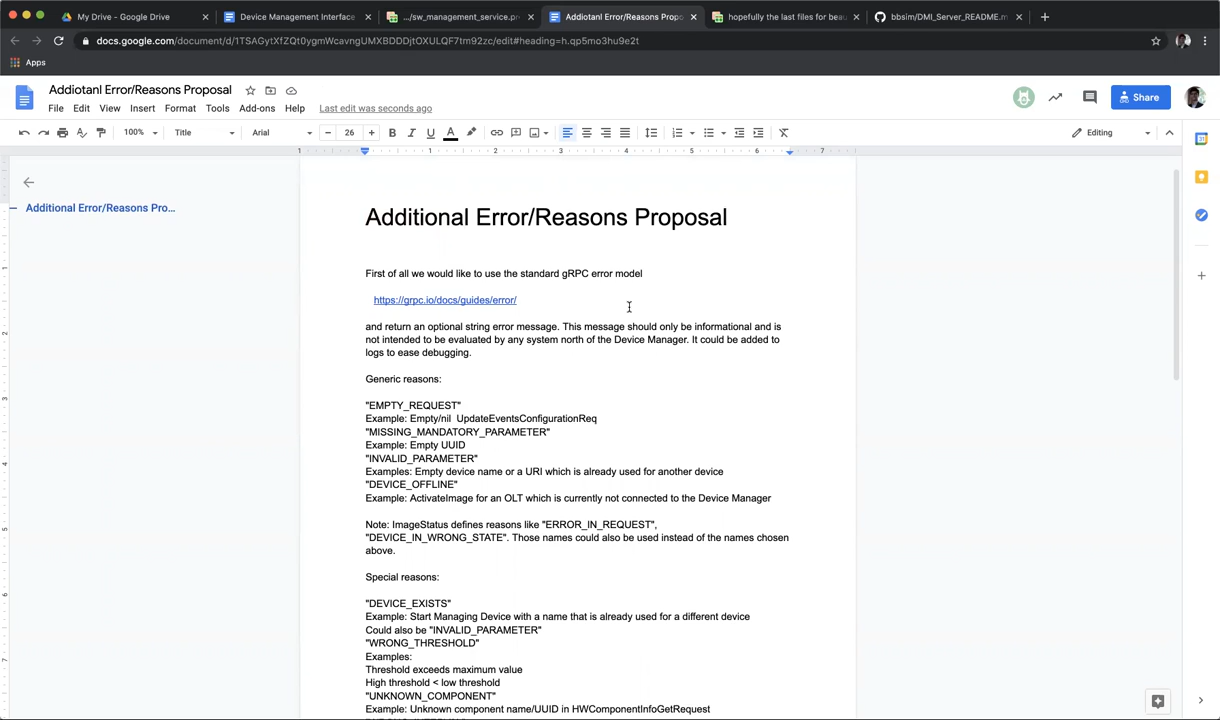 My Drive - Google Drive
Device Management Interface
.../sw_management_service.pr
Addiotanl Error/Reasons Propo
hopefully the last files for beau
bbsim/DMI_Server_README.m
docs.google.com/document/d/1TSAGytXfZQt0ygmWcavngUMXBDDDjtOXULQF7tm92zc/edit#heading=h.qp5mo3hu9e2t
Apps
Addiotanl Error/Reasons Proposal
File Edit View Insert Format Tools Add-ons Help Last edit was seconds ago
Share
100% Title Arial 26 B I U A Editing
1 1 2 3 4 5 6 7
Additional Error/Reasons Pro...
Additional Error/Reasons Proposal
First of all we would like to use the standard gRPC error model
https://grpc.io/docs/guides/error/
and return an optional string error message. This message should only be informational and is
not intended to be evaluated by any system north of the Device Manager. It could be added to
logs to ease debugging.
Generic reasons:
"EMPTY_REQUEST"
Example: Empty/nil UpdateEventsConfigurationReq
"MISSING_MANDATORY_PARAMETER"
Example: Empty UUID
"INVALID_PARAMETER"
Examples: Empty device name or a URI which is already used for another device
"DEVICE_OFFLINE"
Example: ActivateImage for an OLT which is currently not connected to the Device Manager
Note: ImageStatus defines reasons like "ERROR_IN_REQUEST",
"DEVICE_IN_WRONG_STATE". Those names could also be used instead of the names chosen
above.
Special reasons:
"DEVICE_EXISTS"
Example: Start Managing Device with a name that is already used for a different device
Could also be "INVALID_PARAMETER"
"WRONG_THRESHOLD"
Examples:
Threshold exceeds maximum value
High threshold < low threshold
"UNKNOWN_COMPONENT"
Example: Unknown component name/UUID in HWComponentInfoGetRequest